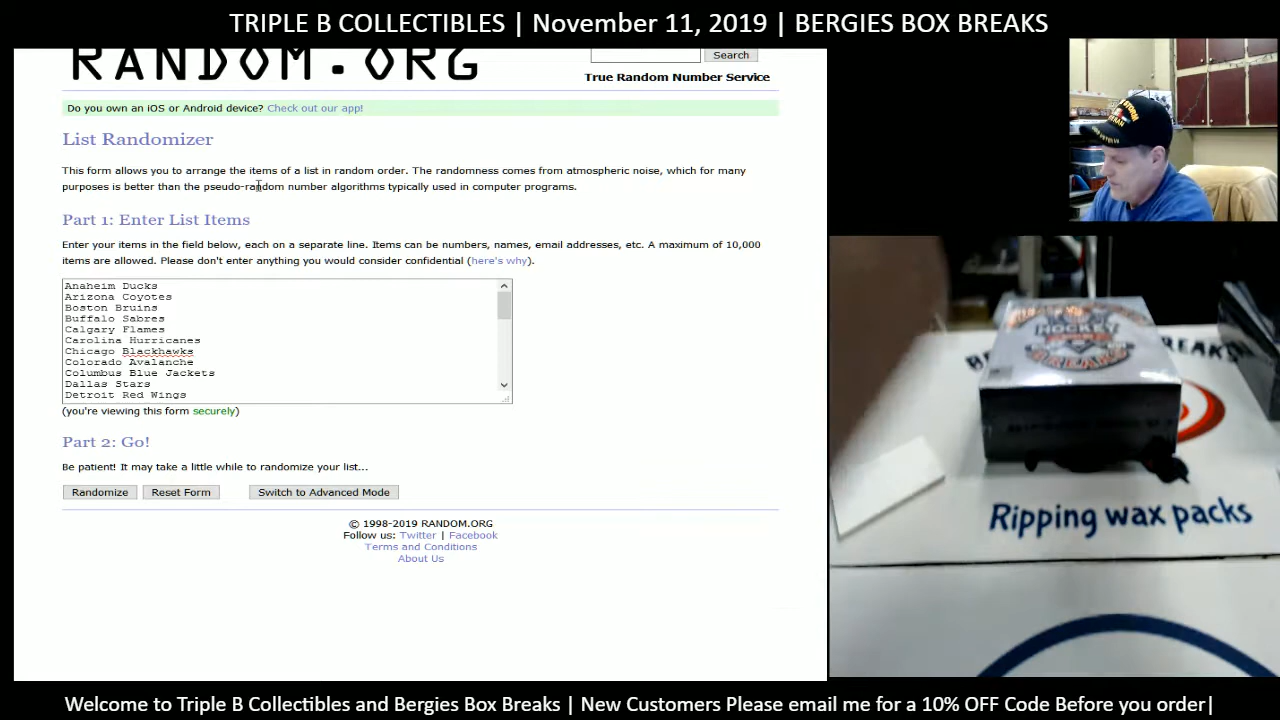 TRIPLE B COLLECTIBLES | November 11, 2019 | BERGIES BOX BREAKS
RANDOM.ORG
Search
True Random Number Service
Do you own an iOS or Android device? Check out our app!
List Randomizer
This form allows you to arrange the items of a list in random order. The randomness comes from atmospheric noise, which for many
purposes is better than the pseudo-random number algorithms typically used in computer programs.
Part 1: Enter List Items
Enter your items in the field below, each on a separate line. Items can be numbers, names, email addresses, etc. A maximum of 10,000
items are allowed. Please don't enter anything you would consider confidential (here's why).
Anaheim Ducks
Arizona Coyotes
Boston Bruins
Buffalo Sabres
Calgary Flames
Carolina Hurricanes
Chicago Blackhawks
Colorado Avalanche
Columbus Blue Jackets
Dallas Stars
Detroit Red Wings
(you're viewing this form securely)
Part 2: Go!
Be patient! It may take a little while to randomize your list...
Randomize
Reset Form
Switch to Advanced Mode
© 1998-2019 RANDOM.ORG
Follow us: Twitter | Facebook
Terms and Conditions
About Us
HOCKEY
BREAKS
Ripping wax packs
Welcome to Triple B Collectibles and Bergies Box Breaks | New Customers Please email me for a 10% OFF Code Before you order|